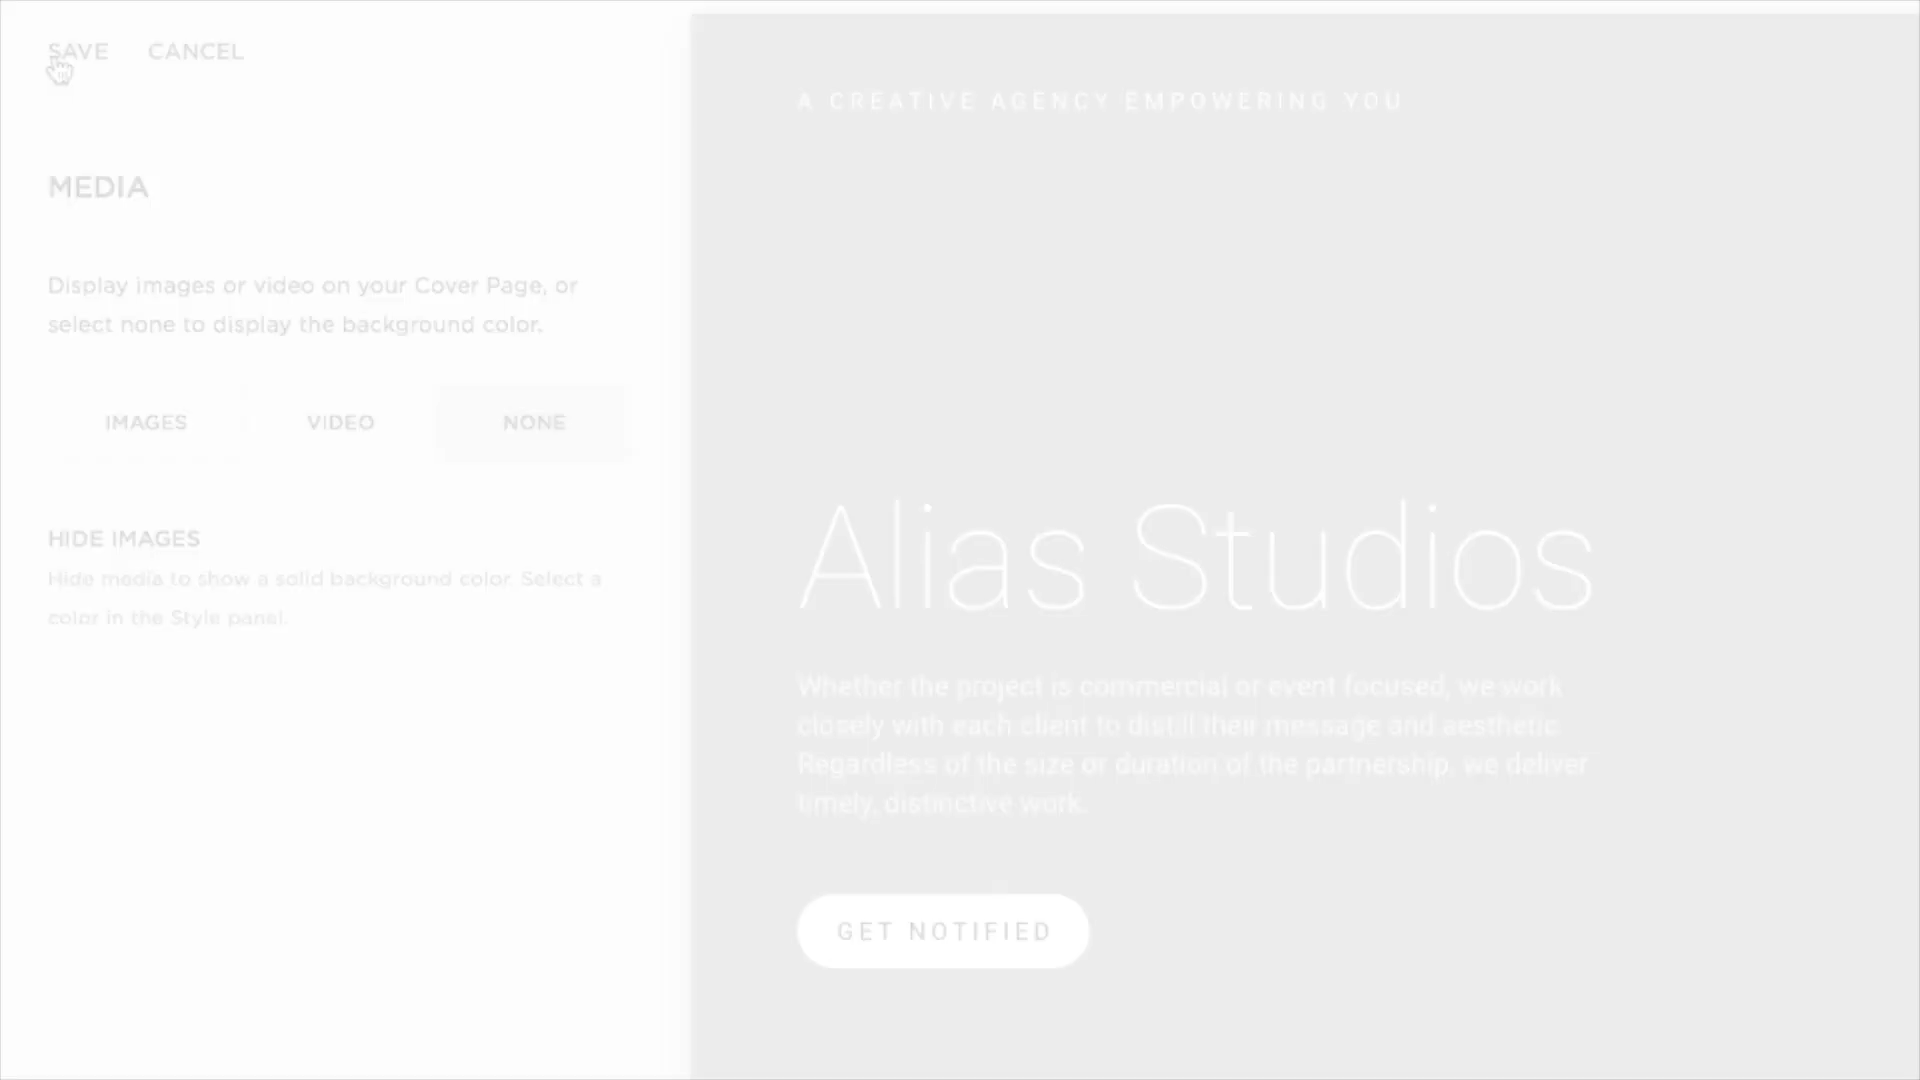 SAVE CANCEL
MEDIA
Display images or video on your Cover Page, or
select none to display the background color.
IMAGES VIDEO NONE
HIDE IMAGES
Hide media to show a solid background color. Select a
color in the Style panel.
A CREATIVE AGENCY EMPOWERING YOU
Alias Studios
Whether the project is commercial or event focused, we work
closely with each client to distill their message and aesthetic.
Regardless of the size or duration of the partnership, we deliver
timely, distinctive work.
GET NOTIFIED